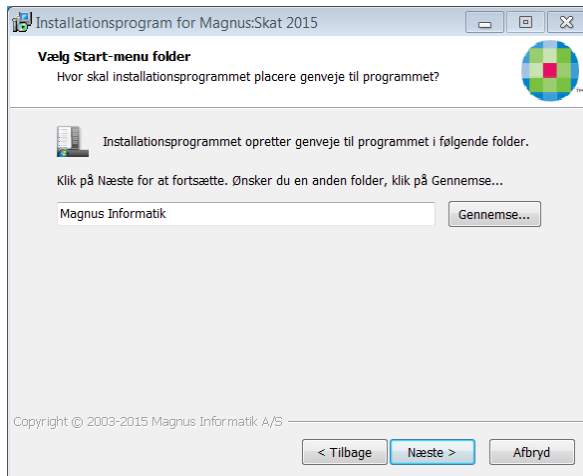 Installationsprogram for Magnus:Skat 2015
Vælg Start-menu folder
Hvor skal installationsprogrammet placere genveje til programmet?
TM
Installationsprogrammet opretter genveje til programmet i følgende folder.
Klik på Næste for at fortsætte. Ønsker du en anden folder, klik på Gennemse...
Magnus Informatik
Gennemse...
Copyright © 2003-2015 Magnus Informatik A/S
< Tilbage
Næste >
Afbryd